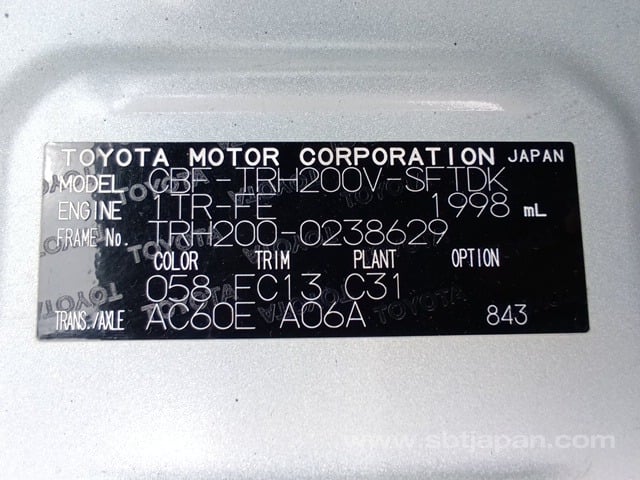 TOYOTA MOTOR CORPORATION JAPAN
MODEL CBF-TRH200V-SFTDK
ENGINE 1TR-FE 1998 mL
FRAME No. TRH200-0238629
COLOR TRIM PLANT OPTION
058 FC13 C31
TRANS./AXLE AC60E A06A 843
www.sbtjapan.com